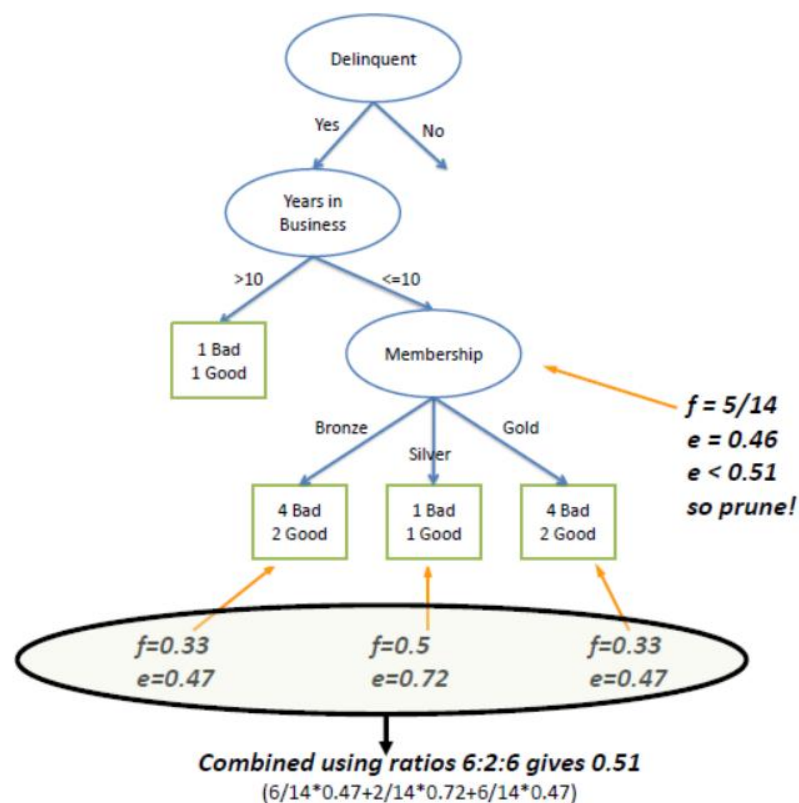 Delinquent
Yes
No
Years in
Business
>10
<=10
1 Bad
1 Good
Membership
f = 5/14
e = 0.46
e < 0.51
so prune!
Bronze
Silver
Gold
4 Bad
2 Good
1 Bad
1 Good
4 Bad
2 Good
f=0.33
e=0.47
f=0.5
e=0.72
f=0.33
e=0.47
Combined using ratios 6:2:6 gives 0.51
(6/14*0.47+2/14*0.72+6/14*0.47)